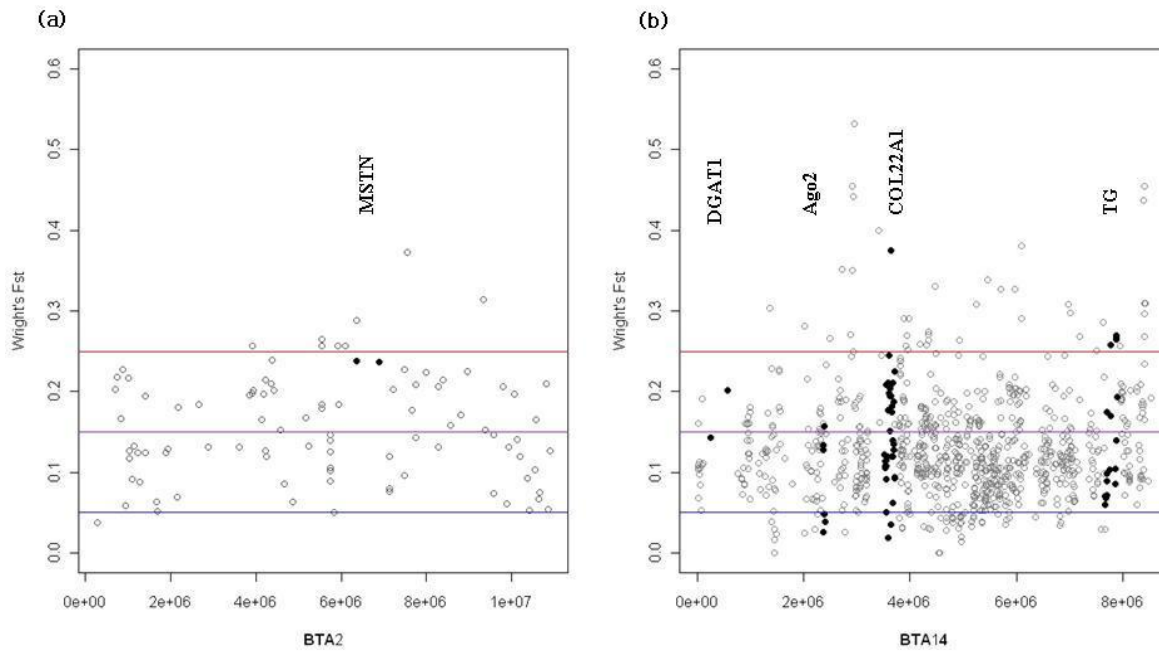 (a)
Wright's Fst
0.6
0.5
0.4
0.3
0.2
0.1
0.0
MSTN
0e+00 2e+06 4e+06 6e+06 8e+06 1e+07
BTA2
(b)
Wright's Fst
0.6
0.5
0.4
0.3
0.2
0.1
0.0
DGAT1
Ago2
COL22A1
TG
0e+00 2e+06 4e+06 6e+06 8e+06
BTA14